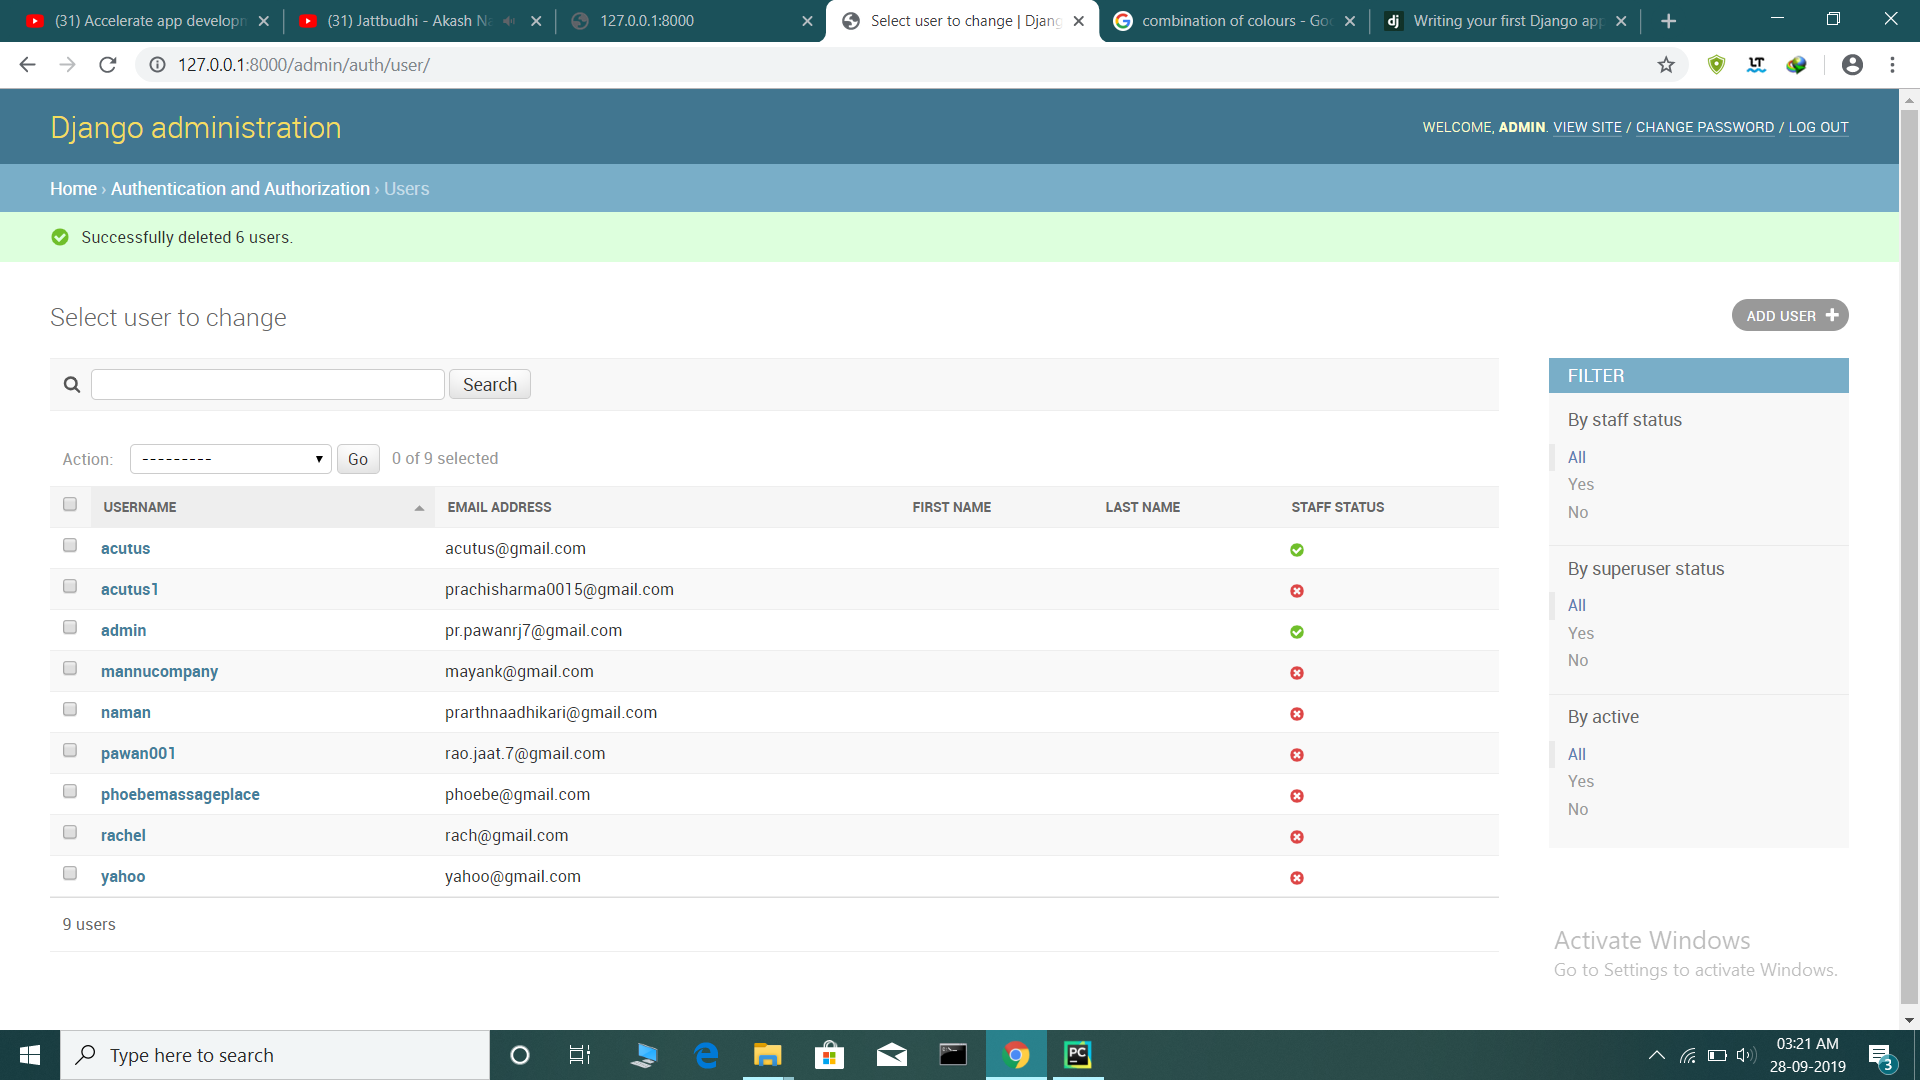 (31) Accelerate app developm
(31) Jattbudhi - Akash Na
127.0.0.1:8000
Select user to change | Djang
combination of colours - Goo
dj Writing your first Django app
127.0.0.1:8000/admin/auth/user/
LT
Django administration
WELCOME, ADMIN. VIEW SITE / CHANGE PASSWORD / LOG OUT
Home › Authentication and Authorization › Users
Successfully deleted 6 users.
Select user to change
ADD USER +
Search
Action: --------- Go 0 of 9 selected
USERNAME EMAIL ADDRESS FIRST NAME LAST NAME STAFF STATUS
acutus acutus@gmail.com
acutus1 prachisharma0015@gmail.com
admin pr.pawanrj7@gmail.com
mannucompany mayank@gmail.com
naman prarthnaadhikari@gmail.com
pawan001 rao.jaat.7@gmail.com
phoebemassageplace phoebe@gmail.com
rachel rach@gmail.com
yahoo yahoo@gmail.com
9 users
FILTER
By staff status
All
Yes
No
By superuser status
All
Yes
No
By active
All
Yes
No
Activate Windows
Go to Settings to activate Windows.
Type here to search
PC
03:21 AM
28-09-2019
3